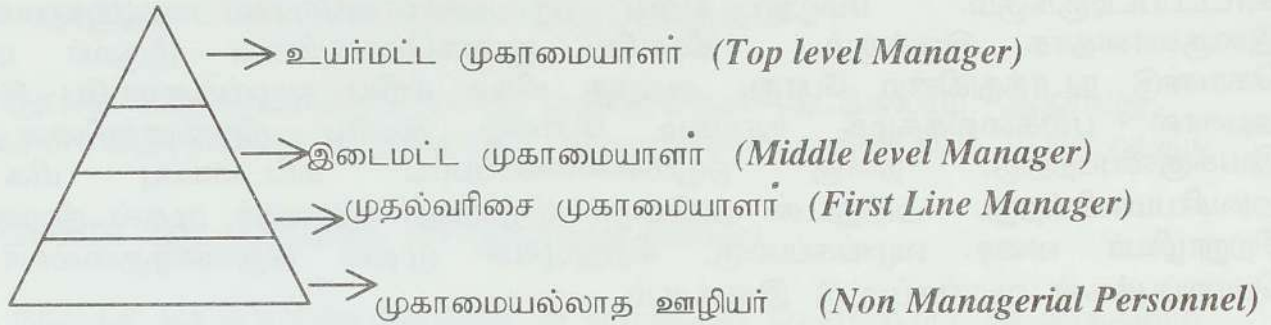 உயர்மட்ட முகாமையாளர் (Top level Manager)
இடைமட்ட முகாமையாளர் (Middle level Manager)
முதல்வரிசை முகாமையாளர் (First Line Manager)
முகாமையல்லாத ஊழியர் (Non Managerial Personnel)